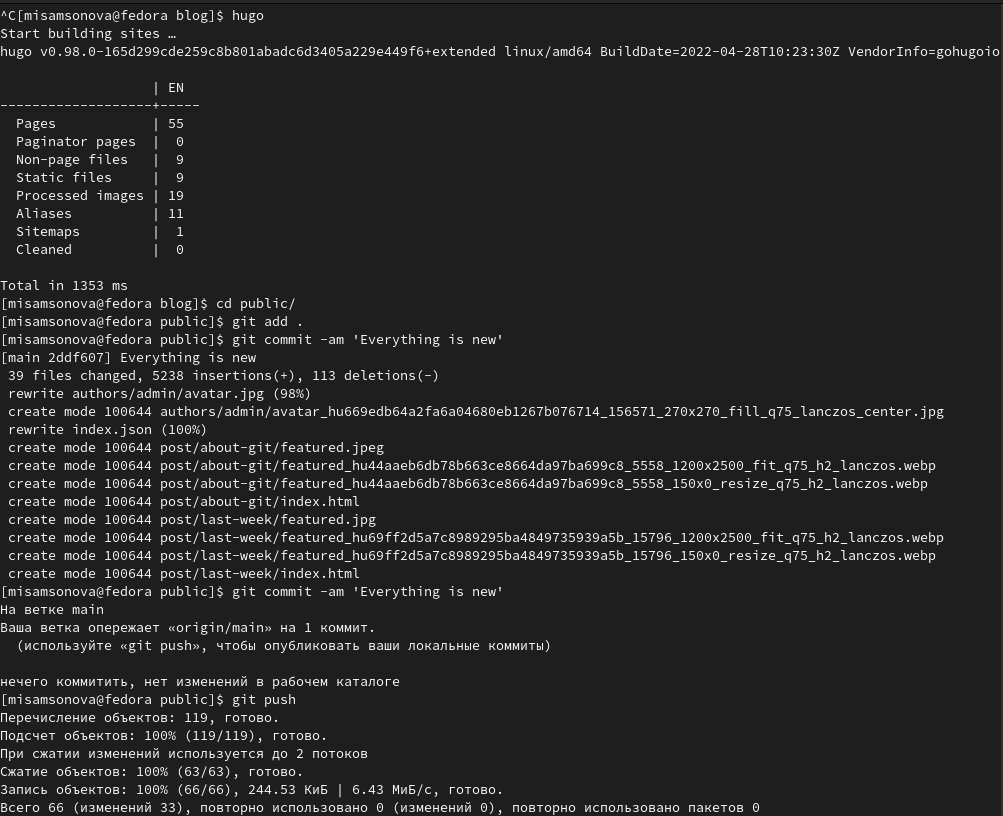 ^C[misamsonova@fedora blog]$ hugo
Start building sites …
hugo v0.98.0-165d299cde259c8b801abadc6d3405a229e449f6+extended linux/amd64 BuildDate=2022-04-28T10:23:30Z VendorInfo=gohugoio

                   | EN
-------------------+-----
  Pages            | 55
  Paginator pages  |  0
  Non-page files   |  9
  Static files     |  9
  Processed images | 19
  Aliases          | 11
  Sitemaps         |  1
  Cleaned          |  0

Total in 1353 ms
[misamsonova@fedora blog]$ cd public/
[misamsonova@fedora public]$ git add .
[misamsonova@fedora public]$ git commit -am 'Everything is new'
[main 2ddf607] Everything is new
 39 files changed, 5238 insertions(+), 113 deletions(-)
 rewrite authors/admin/avatar.jpg (98%)
 create mode 100644 authors/admin/avatar_hu669edb64a2fa6a04680eb1267b076714_156571_270x270_fill_q75_lanczos_center.jpg
 rewrite index.json (100%)
 create mode 100644 post/about-git/featured.jpeg
 create mode 100644 post/about-git/featured_hu44aaeb6db78b663ce8664da97ba699c8_5558_1200x2500_fit_q75_h2_lanczos.webp
 create mode 100644 post/about-git/featured_hu44aaeb6db78b663ce8664da97ba699c8_5558_150x0_resize_q75_h2_lanczos.webp
 create mode 100644 post/about-git/index.html
 create mode 100644 post/last-week/featured.jpg
 create mode 100644 post/last-week/featured_hu69ff2d5a7c8989295ba4849735939a5b_15796_1200x2500_fit_q75_h2_lanczos.webp
 create mode 100644 post/last-week/featured_hu69ff2d5a7c8989295ba4849735939a5b_15796_150x0_resize_q75_h2_lanczos.webp
 create mode 100644 post/last-week/index.html
[misamsonova@fedora public]$ git commit -am 'Everything is new'
На ветке main
Ваша ветка опережает «origin/main» на 1 коммит.
  (используйте «git push», чтобы опубликовать ваши локальные коммиты)

нечего коммитить, нет изменений в рабочем каталоге
[misamsonova@fedora public]$ git push
Перечисление объектов: 119, готово.
Подсчет объектов: 100% (119/119), готово.
При сжатии изменений используется до 2 потоков
Сжатие объектов: 100% (63/63), готово.
Запись объектов: 100% (66/66), 244.53 КиБ | 6.43 МиБ/с, готово.
Всего 66 (изменений 33), повторно использовано 0 (изменений 0), повторно использовано пакетов 0